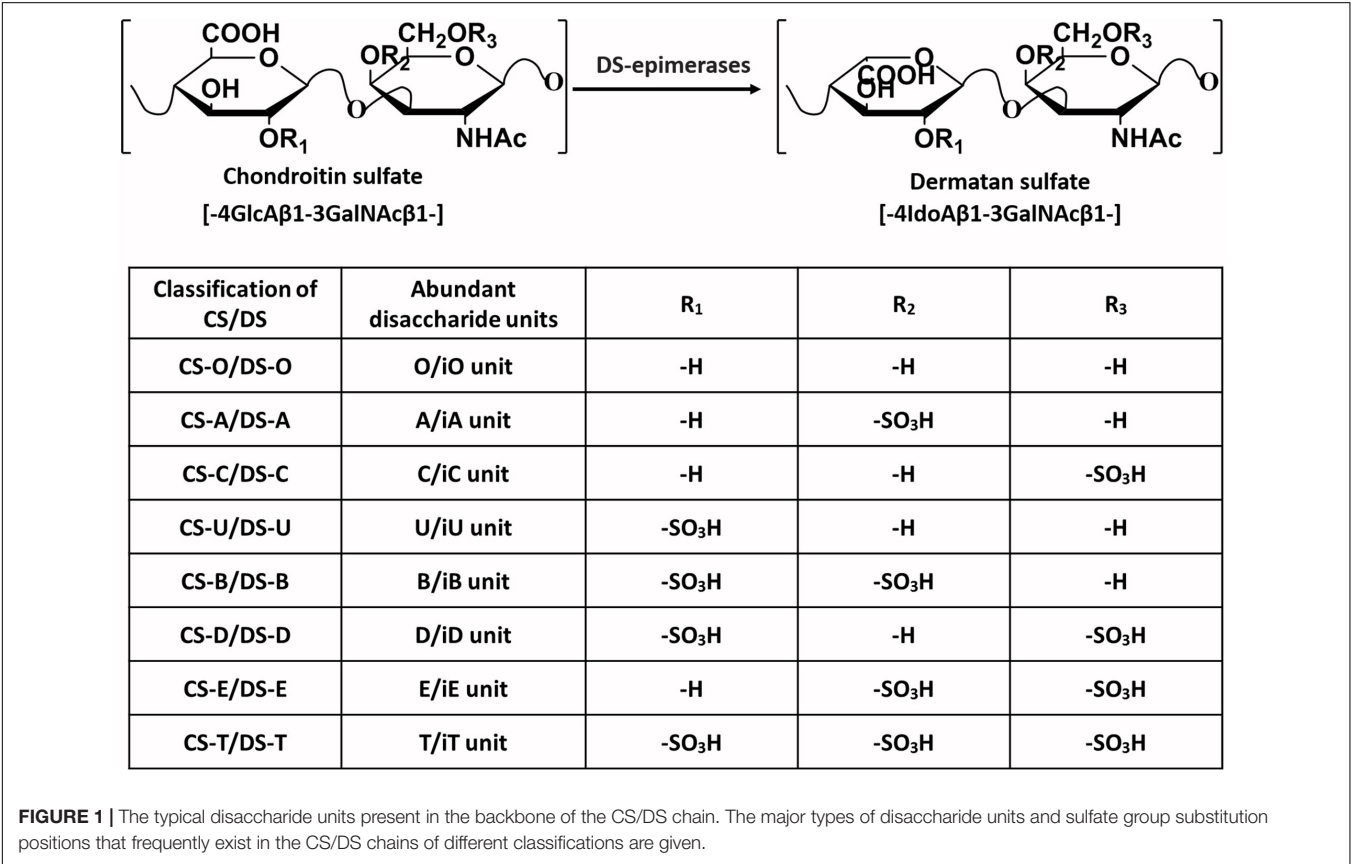 COOH
O
OH
OR₁
O
CH₂OR₃
OR₂
O
NHAc
O
DS-epimerases
O
COOH
OH
OR₁
O
CH₂OR₃
OR₂
O
NHAc
O
Chondroitin sulfate
[-4GlcAβ1-3GalNAcβ1-]
Dermatan sulfate
[-4IdoAβ1-3GalNAcβ1-]
Classification of CS/DS Abundant disaccharide units R₁ R₂ R₃
CS-O/DS-O O/iO unit -H -H -H
CS-A/DS-A A/iA unit -H -SO₃H -H
CS-C/DS-C C/iC unit -H -H -SO₃H
CS-U/DS-U U/iU unit -SO₃H -H -H
CS-B/DS-B B/iB unit -SO₃H -SO₃H -H
CS-D/DS-D D/iD unit -SO₃H -H -SO₃H
CS-E/DS-E E/iE unit -H -SO₃H -SO₃H
CS-T/DS-T T/iT unit -SO₃H -SO₃H -SO₃H
FIGURE 1 | The typical disaccharide units present in the backbone of the CS/DS chain. The major types of disaccharide units and sulfate group substitution
positions that frequently exist in the CS/DS chains of different classifications are given.